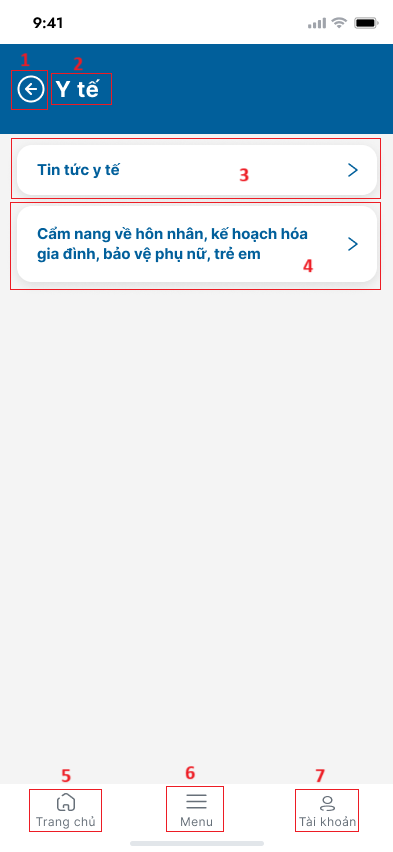 9:41
1
2
Y tế
Tin tức y tế
3
Cẩm nang về hôn nhân, kế hoạch hóa
gia đình, bảo vệ phụ nữ, trẻ em
4
5
6
7
Trang chủ
Menu
Tài khoản